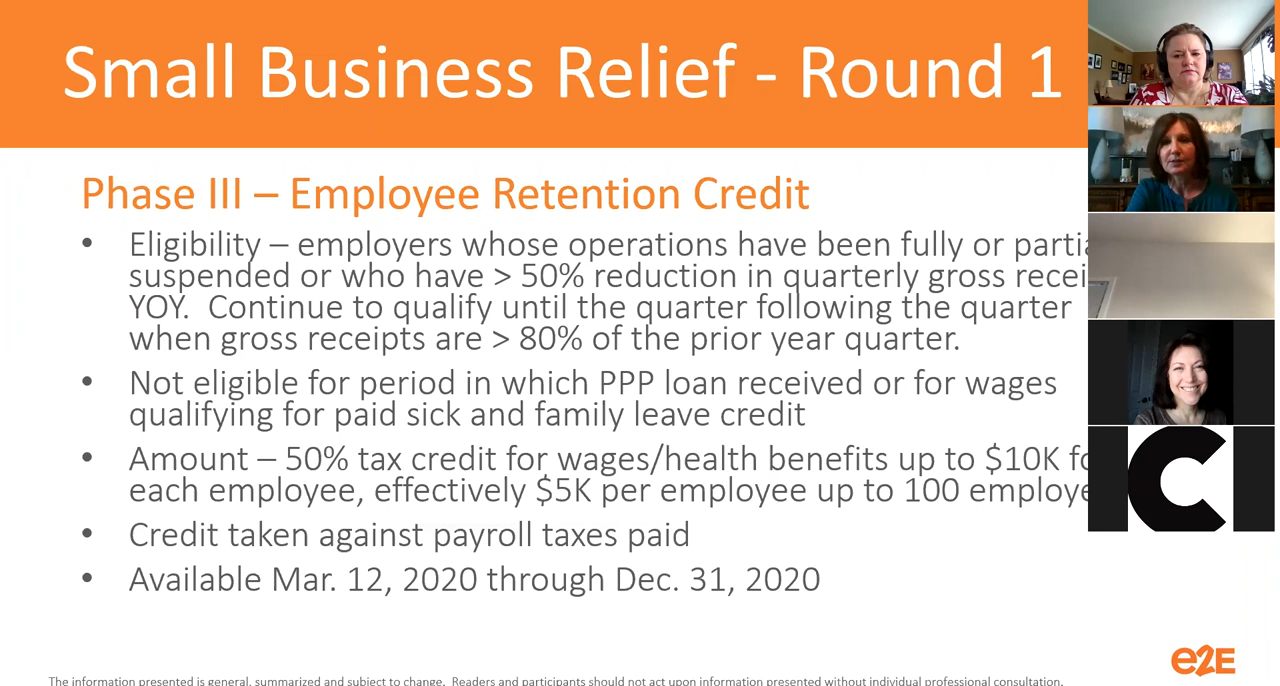 Small Business Relief - Round 1
Phase III – Employee Retention Credit
• Eligibility – employers whose operations have been fully or
suspended or who have > 50% reduction in quarterly gross
YOY.  Continue to qualify until the quarter following the quarter
when gross receipts are > 80% of the prior year quarter.
• Not eligible for period in which PPP loan received or for wages
qualifying for paid sick and family leave credit
• Amount – 50% tax credit for wages/health benefits up to $10K
each employee, effectively $5K per employee up to 100
• Credit taken against payroll taxes paid
• Available Mar. 12, 2020 through Dec. 31, 2020
ICI
e2E
The information presented is general, summarized and subject to change.  Readers and participants should not act upon information presented without individual professional consultation.